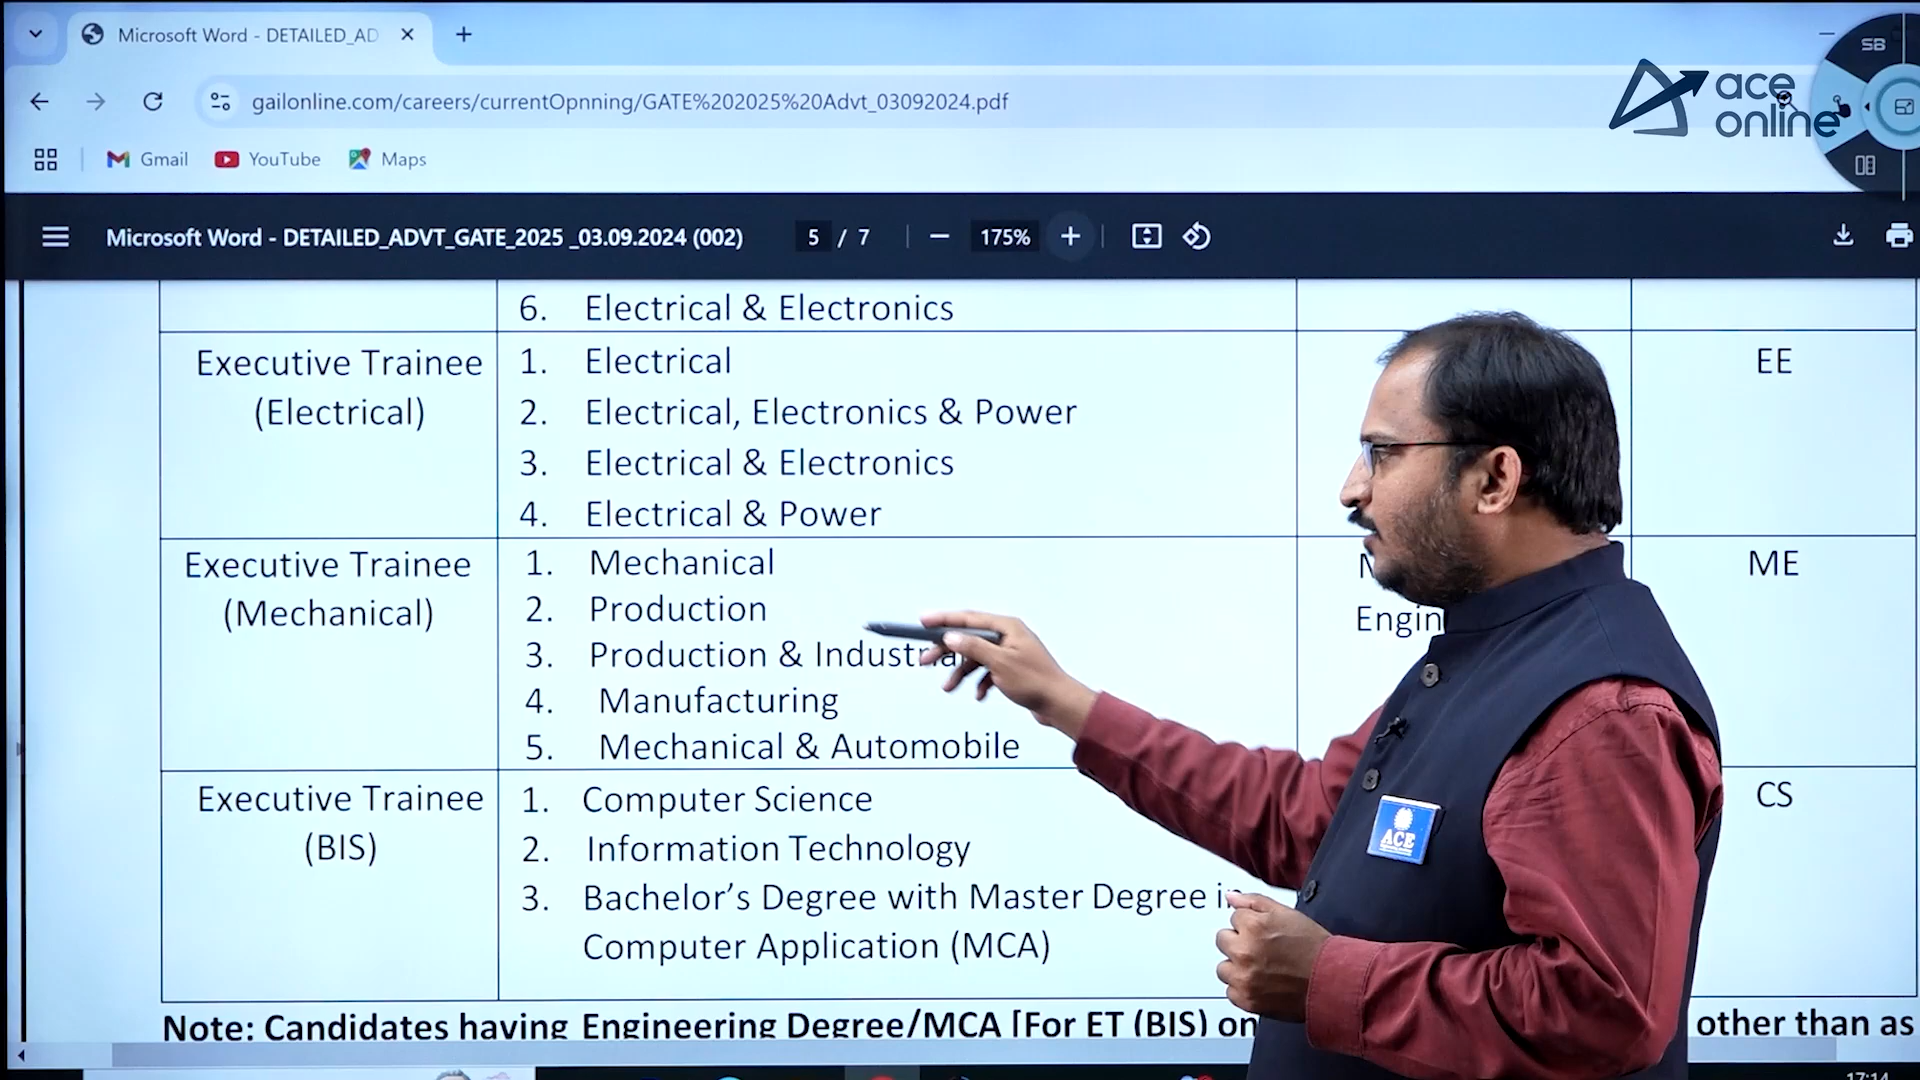 Microsoft Word - DETAILED_AD
gailonline.com/careers/currentOpnning/GATE%202025%20Advt_03092024.pdf
ace online
SB
Gmail YouTube Maps
Microsoft Word - DETAILED_ADVT_GATE_2025 _03.09.2024 (002) 5 / 7 175%
6. Electrical & Electronics
Executive Trainee (Electrical)
1. Electrical
2. Electrical, Electronics & Power
3. Electrical & Electronics
4. Electrical & Power
EE
Executive Trainee (Mechanical)
1. Mechanical
2. Production
3. Production &
4. Manufacturing
5. Mechanical & Automobile
ME
Executive Trainee (BIS)
1. Computer Science
2. Information Technology
3. Bachelor's Degree with Master Degree
Computer Application (MCA)
CS
ACE
Note: Candidates having Engineering Degree/MCA [For ET (BIS) other than as
17:14